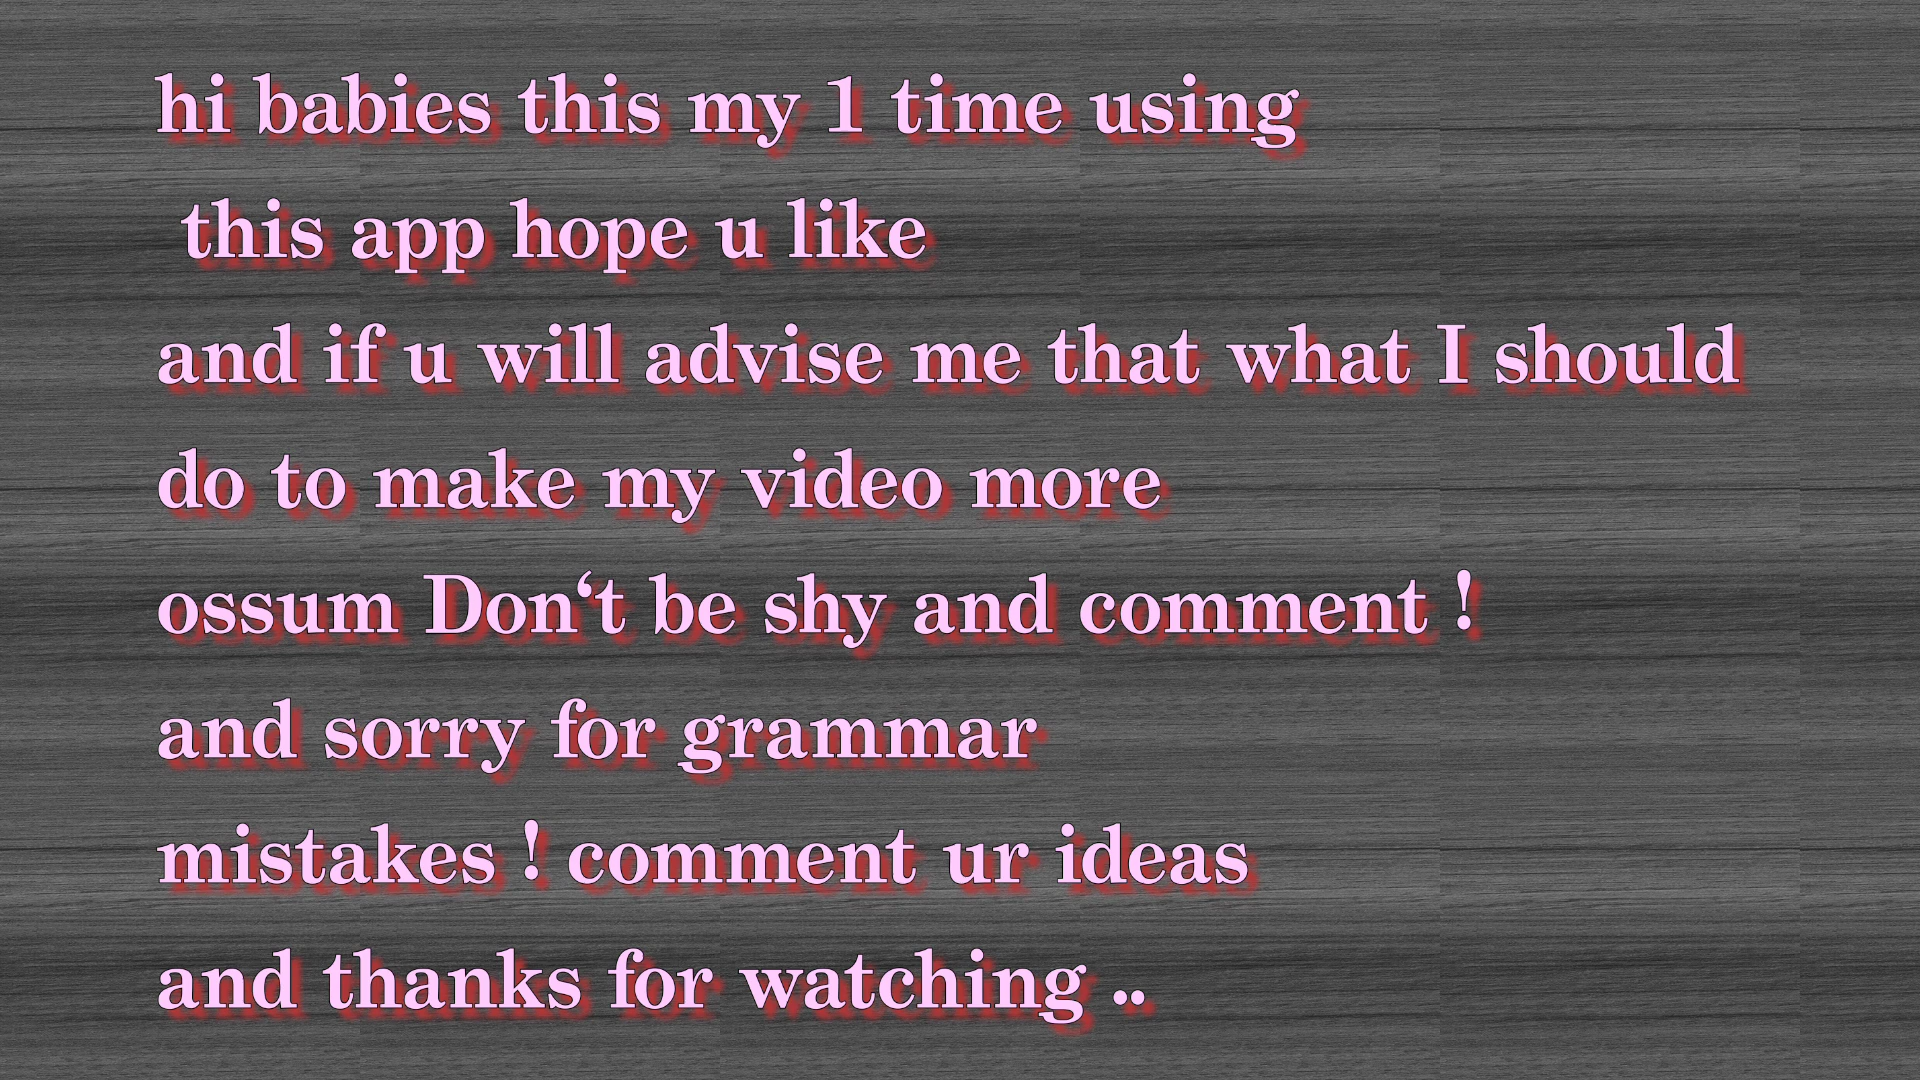 hi babies this my 1 time using
this app hope u like
and if u will advise me that what I should
do to make my video more
ossum Don‘t be shy and comment !
and sorry for grammar
mistakes ! comment ur ideas
and thanks for watching ..